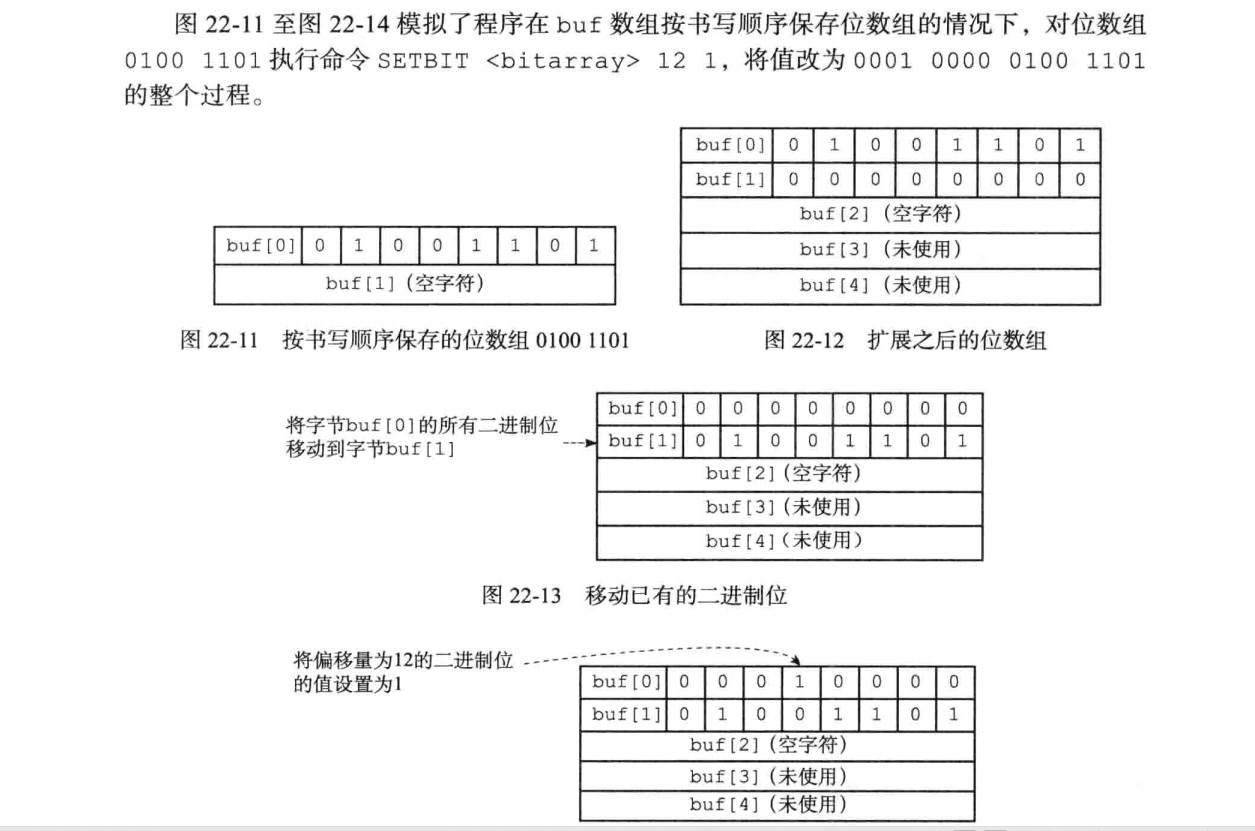 图 22-11 至图 22-14 模拟了程序在 buf 数组按书写顺序保存位数组的情况下，对位数组
0100 1101 执行命令 SETBIT <bitarray> 12 1，将值改为 0001 0000 0100 1101
的整个过程。
buf[0] 0 1 0 0 1 1 0 1
buf[1]（空字符）
图 22-11 按书写顺序保存的位数组 0100 1101
buf[0] 0 1 0 0 1 1 0 1
buf[1] 0 0 0 0 0 0 0 0
buf[2]（空字符）
buf[3]（未使用）
buf[4]（未使用）
图 22-12 扩展之后的位数组
将字节buf[0]的所有二进制位
移动到字节buf[1]
buf[0] 0 0 0 0 0 0 0 0
buf[1] 0 1 0 0 1 1 0 1
buf[2]（空字符）
buf[3]（未使用）
buf[4]（未使用）
图 22-13 移动已有的二进制位
将偏移量为12的二进制位
的值设置为1
buf[0] 0 0 0 1 0 0 0 0
buf[1] 0 1 0 0 1 1 0 1
buf[2]（空字符）
buf[3]（未使用）
buf[4]（未使用）